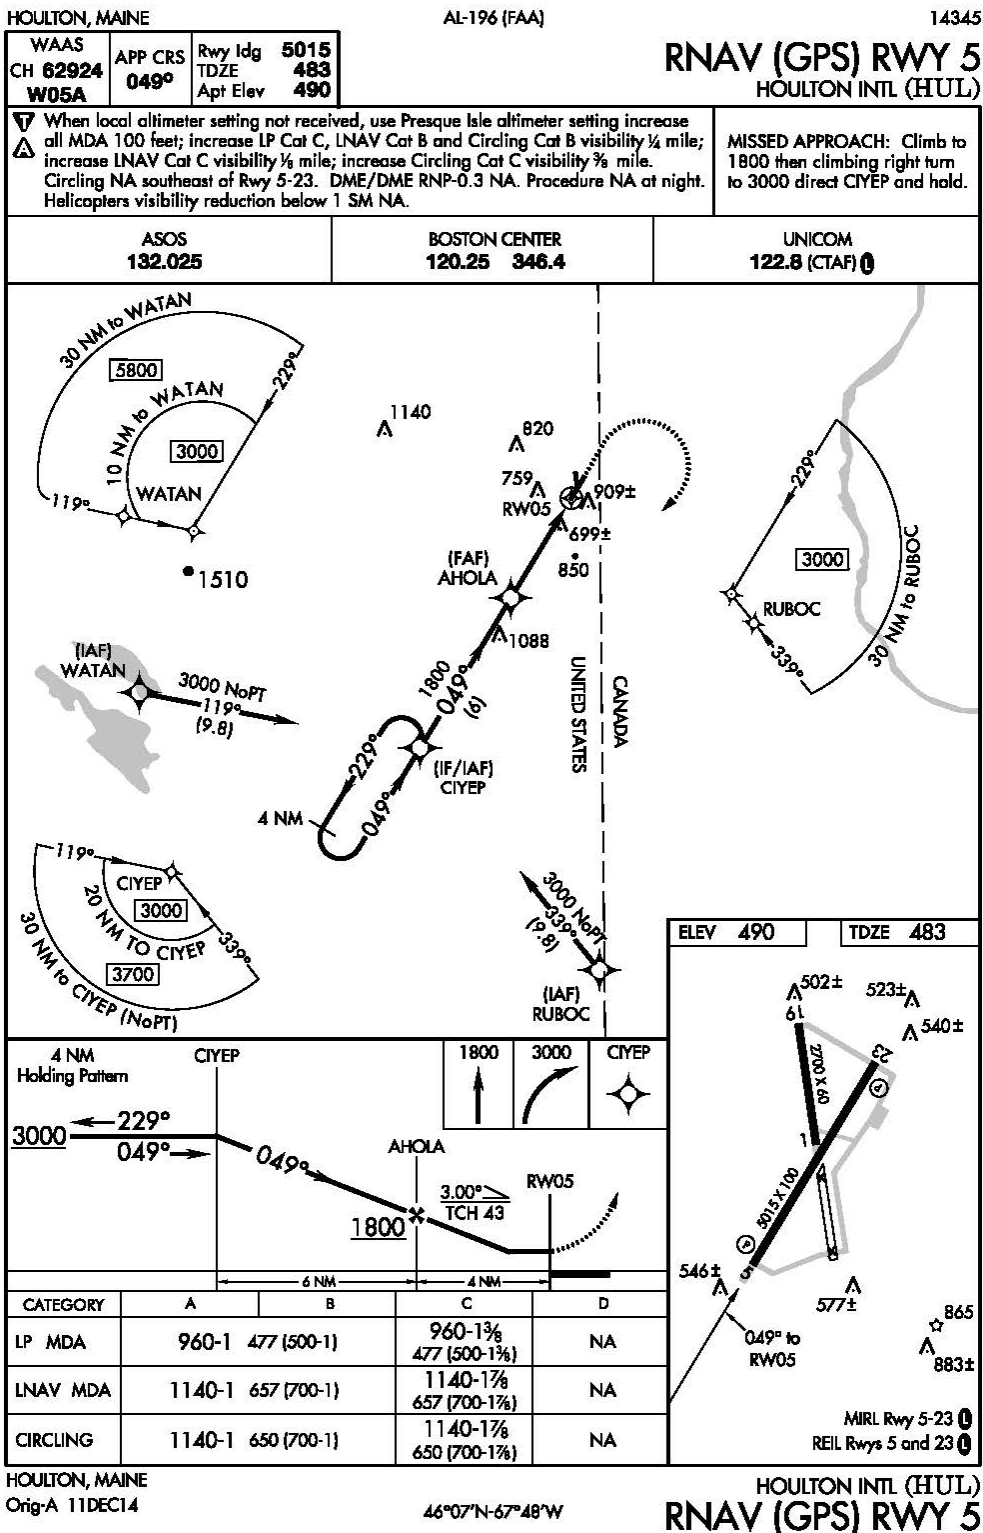 HOULTON, MAINE
AL-196 (FAA)
14345
WAAS
CH 62924
W05A
APP CRS
049°
Rwy ldg 5015
TDZE 483
Apt Elev 490
RNAV (GPS) RWY 5
HOULTON INTL (HUL)
T
A
When local altimeter setting not received, use Presque Isle altimeter setting increase
all MDA 100 feet; increase LP Cat C, LNAV Cat B and Circling Cat B visibility ¼ mile;
increase LNAV Cat C visibility ⅛ mile; increase Circling Cat C visibility ⅜ mile.
Circling NA southeast of Rwy 5-23. DME/DME RNP-0.3 NA. Procedure NA at night.
Helicopters visibility reduction below 1 SM NA.
MISSED APPROACH: Climb to
1800 then climbing right turn
to 3000 direct CIYEP and hold.
ASOS
132.025
BOSTON CENTER
120.25 346.4
UNICOM
122.8 (CTAF) L
30 NM to WATAN
5800
229°
10 NM to WATAN
3000
WATAN
119°
1510
1140
820
759
RW05
909±
699±
850
(FAF)
AHOLA
1088
229°
3000
30 NM to RUBOC
RUBOC
339°
(IAF)
WATAN
3000 NoPT
119°
(9.8)
1800
049°
(6)
UNITED STATES
CANADA
229°
049°
(IF/IAF)
CIYEP
4 NM
119°
CIYEP
3000
20 NM TO CIYEP
339°
3700
30 NM to CIYEP (NoPT)
3000 NoPT
339°
(9.8)
(IAF)
RUBOC
ELEV 490
TDZE 483
502±
523±
540±
19
23
2700 X 60
P
1
5015 X 100
P
5
546±
577±
865
883±
049° to
RW05
MIRL Rwy 5-23 L
REIL Rwys 5 and 23 L
4 NM
Holding Pattern
CIYEP
1800
3000
CIYEP
3000
229°
049°
049°
AHOLA
1800
3.00°
TCH 43
RW05
6 NM
4 NM
CATEGORY A B C D
LP MDA 960-1 477 (500-1) 960-1⅜ 477 (500-1⅜) NA
LNAV MDA 1140-1 657 (700-1) 1140-1⅞ 657 (700-1⅞) NA
CIRCLING 1140-1 650 (700-1) 1140-1⅞ 650 (700-1⅞) NA
HOULTON, MAINE
Orig-A 11DEC14
46°07'N-67°48'W
HOULTON INTL (HUL)
RNAV (GPS) RWY 5